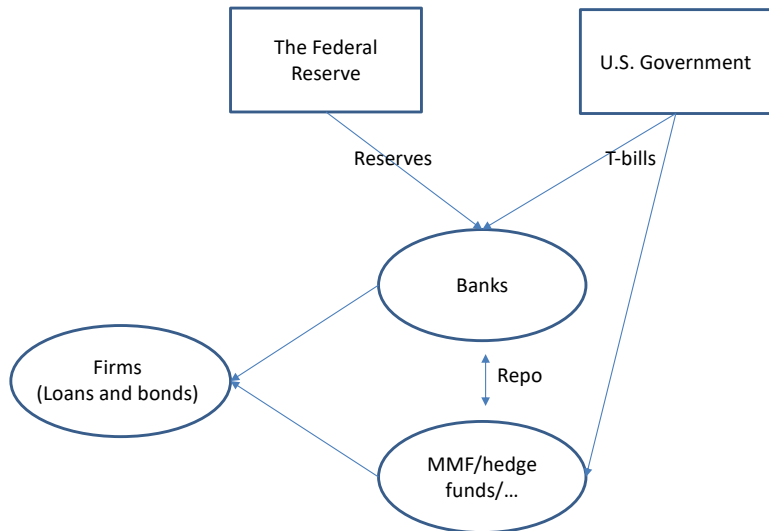 The Federal
Reserve
U.S. Government
Reserves
T-bills
Banks
Firms
(Loans and bonds)
Repo
MMF/hedge
funds/...